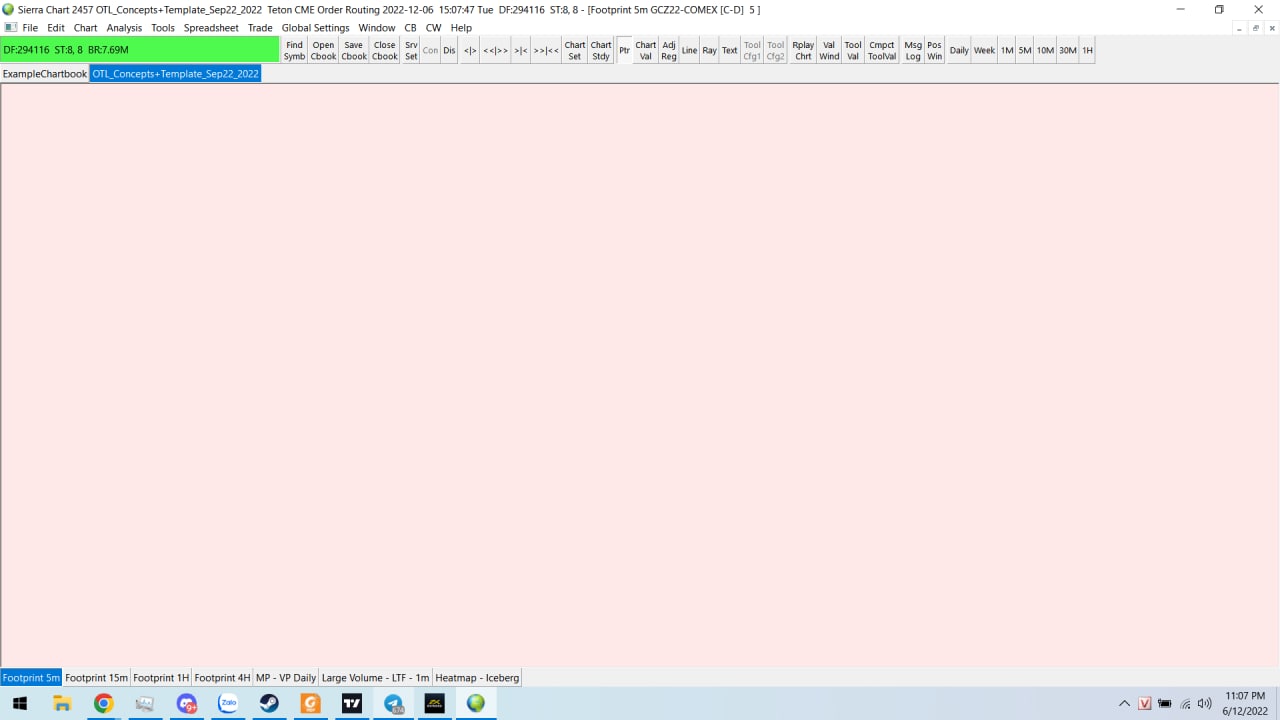 Sierra Chart 2457 OTL_Concepts+Template_Sep22_2022  Teton CME Order Routing 2022-12-06  15:07:47 Tue  DF:294116  ST:8, 8 - [Footprint 5m GCZ22-COMEX [C-D]  5 ]
File Edit Chart Analysis Tools Spreadsheet Trade Global Settings Window CB CW Help
DF:294116  ST:8, 8  BR:7.69M
Find Symb Open Cbook Save Cbook Close Cbook Srv Set Con Dis <|> <<|>> >|< >>|<< Chart Set Chart Stdy Ptr Chart Val Adj Reg Line Ray Text Tool Cfg1 Tool Cfg2 Rplay Chrt Val Wind Tool Val Cmpct ToolVal Msg Log Pos Win Daily Week 1M 5M 10M 30M 1H
ExampleChartbook OTL_Concepts+Template_Sep22_2022
Footprint 5m Footprint 15m Footprint 1H Footprint 4H MP - VP Daily Large Volume - LTF - 1m Heatmap - Iceberg
9+ Zalo 674 V
11:07 PM
6/12/2022